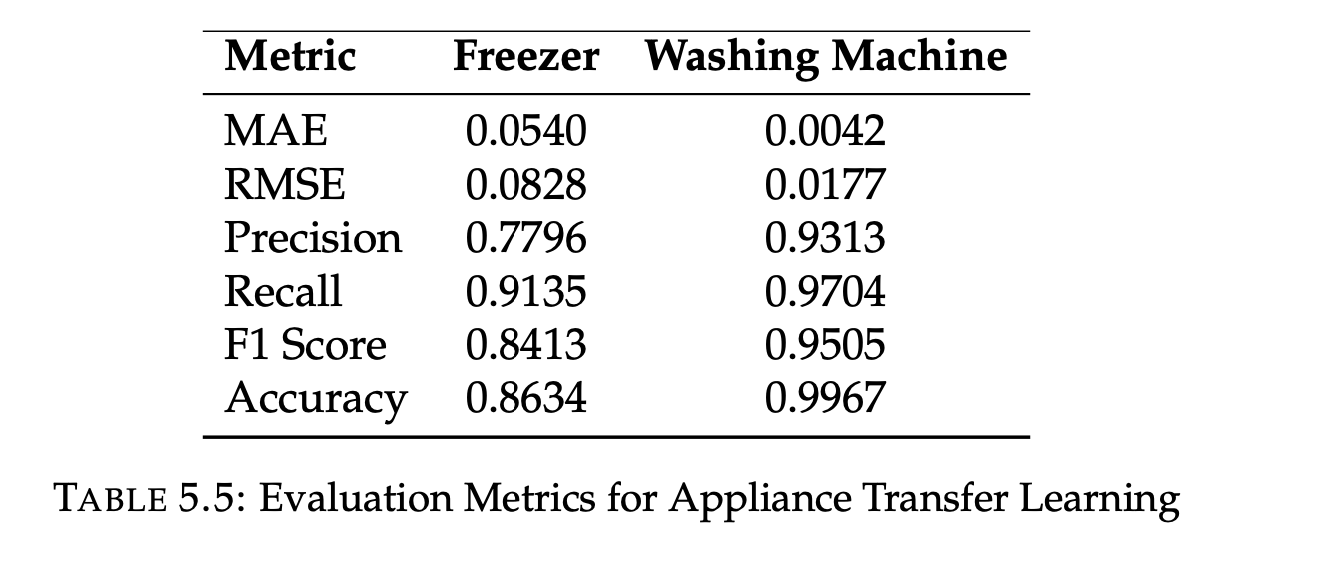 Metric Freezer Washing Machine
MAE 0.0540 0.0042
RMSE 0.0828 0.0177
Precision 0.7796 0.9313
Recall 0.9135 0.9704
F1 Score 0.8413 0.9505
Accuracy 0.8634 0.9967
TABLE 5.5: Evaluation Metrics for Appliance Transfer Learning